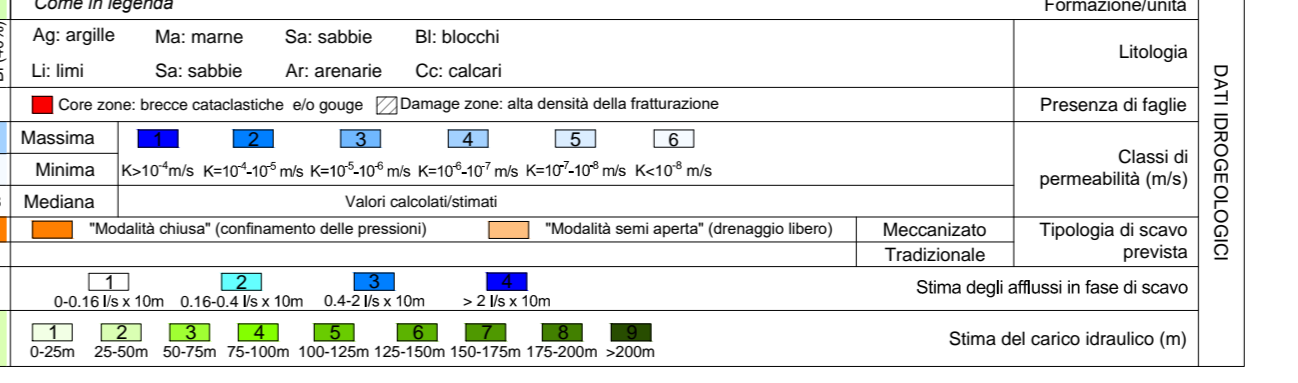 Come in legenda
Formazione/unità
Ag: argille Ma: marne Sa: sabbie Bl: blocchi
Li: limi Sa: sabbie Ar: arenarie Cc: calcari
Litologia
Core zone: brecce cataclastiche e/o gouge Damage zone: alta densità della fratturazione
Presenza di faglie
Massima 1 2 3 4 5 6
Minima K>10⁻⁴m/s K=10⁻⁴-10⁻⁵ m/s K=10⁻⁵-10⁻⁶ m/s K=10⁻⁶-10⁻⁷ m/s K=10⁻⁷-10⁻⁸ m/s K<10⁻⁸ m/s
Mediana Valori calcolati/stimati
Classi di
permeabilità (m/s)
"Modalità chiusa" (confinamento delle pressioni) "Modalità semi aperta" (drenaggio libero) Meccanizato
Tradizionale
Tipologia di scavo
prevista
1 2 3 4
0-0.16 l/s x 10m 0.16-0.4 l/s x 10m 0.4-2 l/s x 10m > 2 l/s x 10m
Stima degli afflussi in fase di scavo
1 2 3 4 5 6 7 8 9
0-25m 25-50m 50-75m 75-100m 100-125m 125-150m 150-175m 175-200m >200m
Stima del carico idraulico (m)
DATI IDROGEOLOGICI